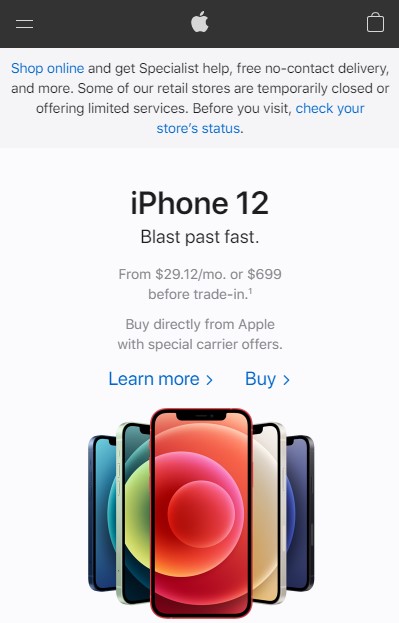 Shop online and get Specialist help, free no-contact delivery,
and more. Some of our retail stores are temporarily closed or
offering limited services. Before you visit, check your
store's status.
iPhone 12
Blast past fast.
From $29.12/mo. or $699
before trade-in.¹
Buy directly from Apple
with special carrier offers.
Learn more > Buy >